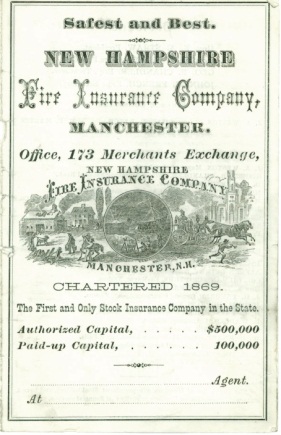 Safest and Best.
NEW HAMPSHIRE
Fire Insurance Company,
MANCHESTER.
Office, 173 Merchants Exchange,
NEW HAMPSHIRE
FIRE INSURANCE COMPANY
MANCHESTER, N.H.
CHARTERED 1869.
The First and Only Stock Insurance Company in the State.
Authorized Capital, . . . . . . $500,000
Paid-up Capital, . . . . . . 100,000
Agent.
At